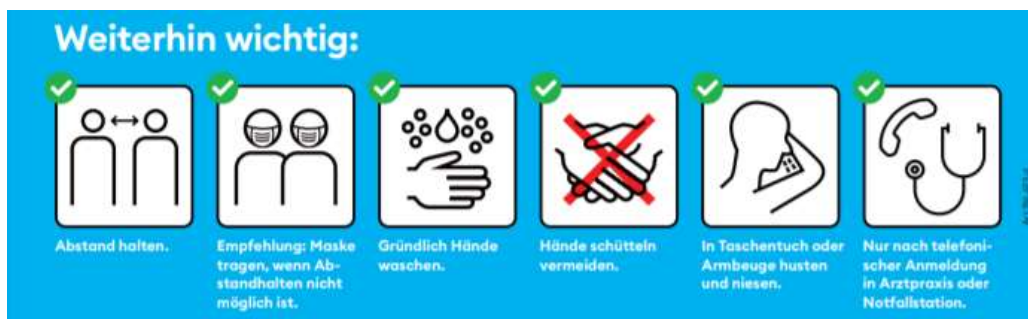 Weiterhin wichtig:
Abstand halten.
Empfehlung: Maske
tragen, wenn Ab-
standhalten nicht
möglich ist.
Gründlich Hände
waschen.
Hände schütteln
vermeiden.
In Taschentuch oder
Armbeuge husten
und niesen.
Nur nach telefoni-
scher Anmeldung
in Arztpraxis oder
Notfallstation.